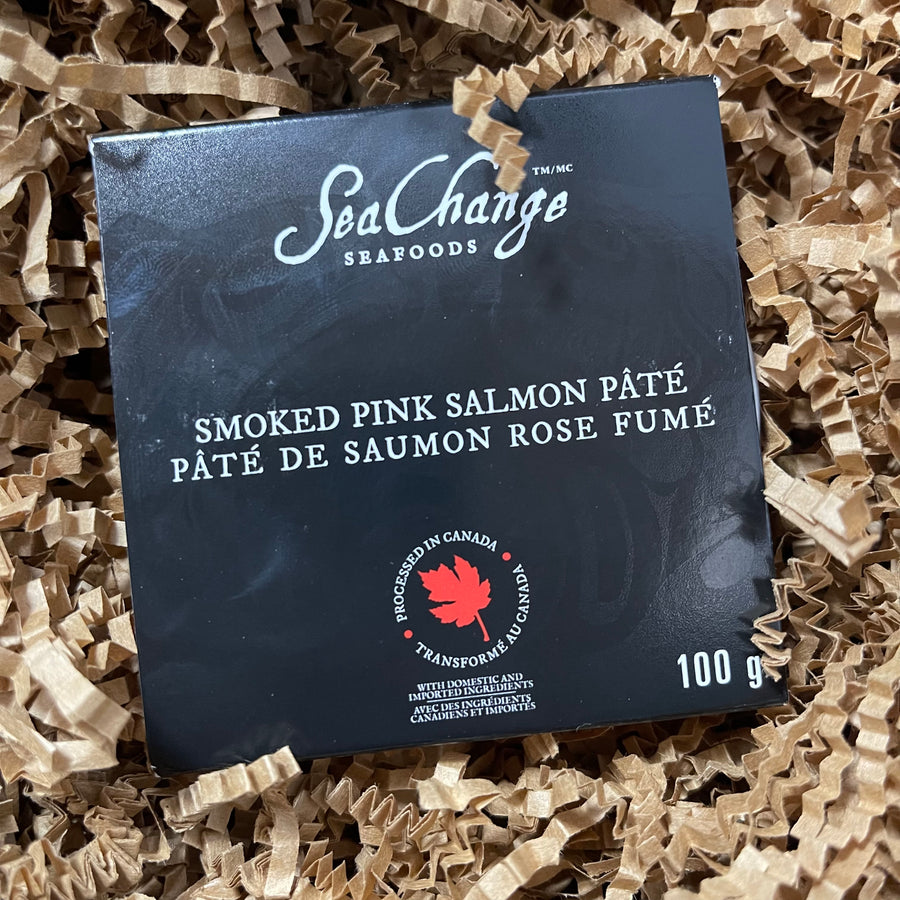 SeaChange TM/MC
SEAFOODS
SMOKED PINK SALMON PÂTÉ
PÂTÉ DE SAUMON ROSE FUMÉ
PROCESSED IN CANADA
TRANSFORMÉ AU CANADA
WITH DOMESTIC AND
IMPORTED INGREDIENTS
AVEC DES INGRÉDIENTS
CANADIENS ET IMPORTÉS
100 g